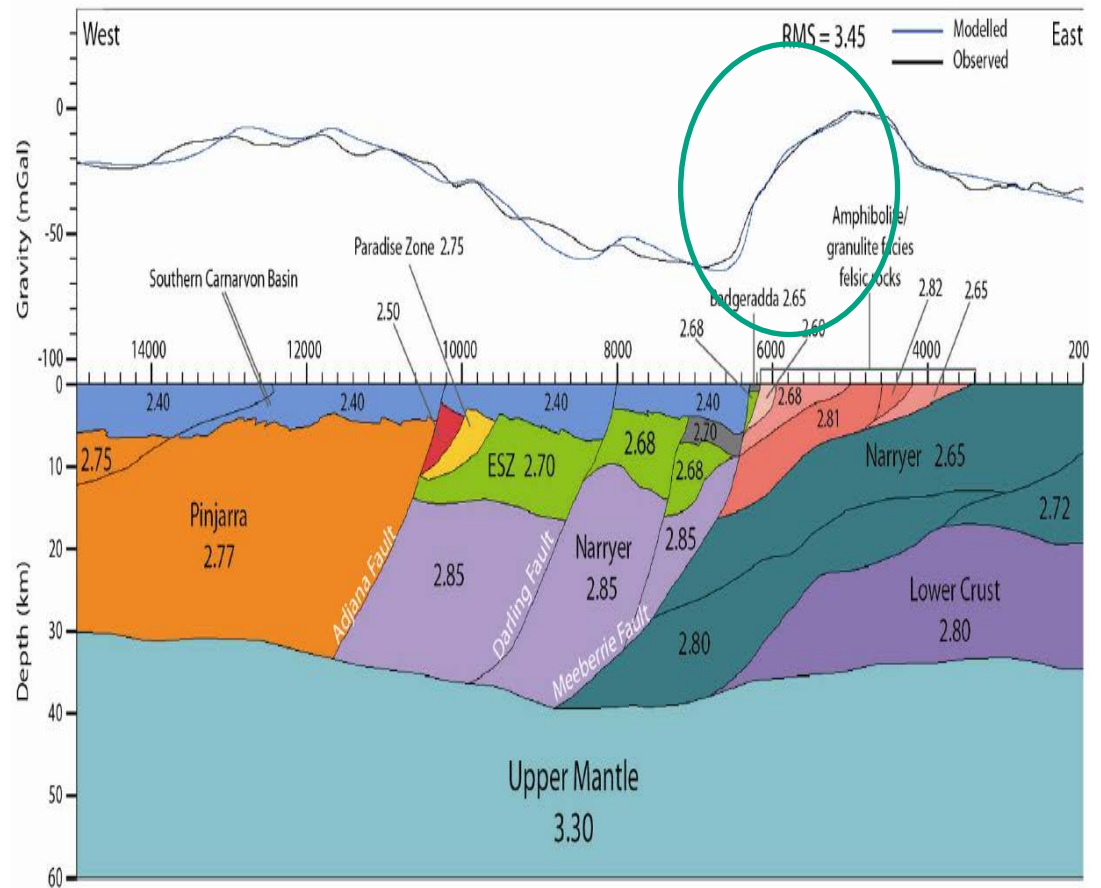 West
RMS = 3.45
Modelled
Observed
East
Gravity (mGal)
0
-50
-100
Amphibolite/
granulite facies
felsic rocks
Paradise Zone 2.75
Southern Carnarvon Basin
2.50
Badgeradda 2.65
2.68
2.60
2.82
2.65
14000
12000
10000
8000
6000
4000
200
Depth (km)
0
10
20
30
40
50
60
2.40
2.40
2.40
2.40
2.75
Pinjarra
2.77
ESZ 2.70
2.68
2.70
2.68
2.68
2.81
Narryer 2.65
2.72
Adjana Fault
2.85
Darling Fault
Narryer
2.85
2.85
Meeberrie Fault
2.80
Lower Crust
2.80
Upper Mantle
3.30